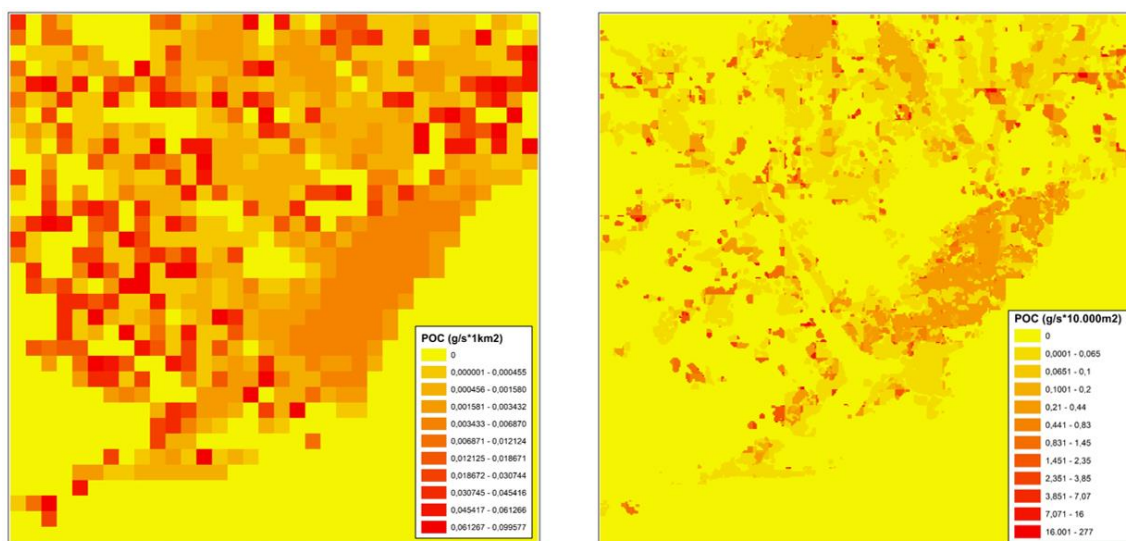 POC (g/s*1km2)
0
0,000001 - 0,000455
0,000456 - 0,001580
0,001581 - 0,003432
0,003433 - 0,006870
0,006871 - 0,012124
0,012125 - 0,018671
0,018672 - 0,030744
0,030745 - 0,045416
0,045417 - 0,061266
0,061267 - 0,099577
POC (g/s*10.000m2)
0
0,0001 - 0,065
0,0651 - 0,1
0,1001 - 0,2
0,21 - 0,44
0,441 - 0,83
0,831 - 1,45
1,451 - 2,35
2,351 - 3,85
3,851 - 7,07
7,071 - 16
16.001 - 277